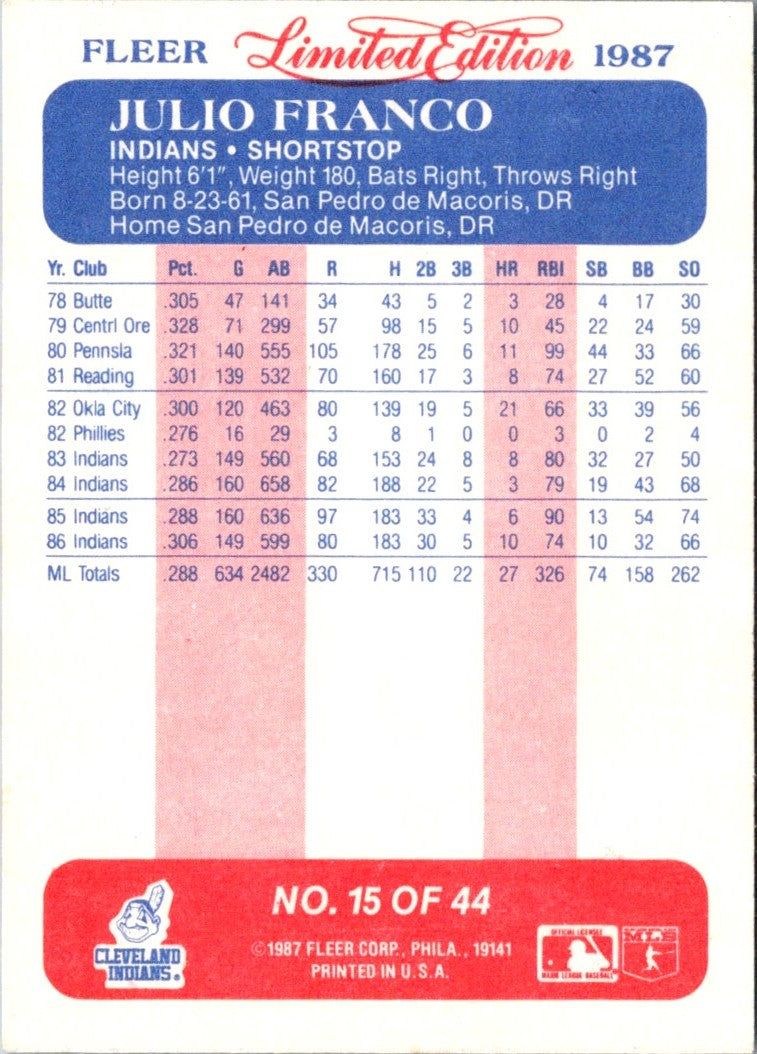 FLEER Limited Edition 1987
JULIO FRANCO
INDIANS • SHORTSTOP
Height 6'1", Weight 180, Bats Right, Throws Right
Born 8-23-61, San Pedro de Macoris, DR
Home San Pedro de Macoris, DR
Yr. Club Pct. G AB R H 2B 3B HR RBI SB BB SO
78 Butte .305 47 141 34 43 5 2 3 28 4 17 30
79 Centrl Ore .328 71 299 57 98 15 5 10 45 22 24 59
80 Pennsla .321 140 555 105 178 25 6 11 99 44 33 66
81 Reading .301 139 532 70 160 17 3 8 74 27 52 60
82 Okla City .300 120 463 80 139 19 5 21 66 33 39 56
82 Phillies .276 16 29 3 8 1 0 0 3 0 2 4
83 Indians .273 149 560 68 153 24 8 8 80 32 27 50
84 Indians .286 160 658 82 188 22 5 3 79 19 43 68
85 Indians .288 160 636 97 183 33 4 6 90 13 54 74
86 Indians .306 149 599 80 183 30 5 10 74 10 32 66
ML Totals .288 634 2482 330 715 110 22 27 326 74 158 262
NO. 15 OF 44
©1987 FLEER CORP., PHILA., 19141
PRINTED IN U.S.A.
CLEVELAND
INDIANS
OFFICIAL LICENSEE
MAJOR LEAGUE BASEBALL